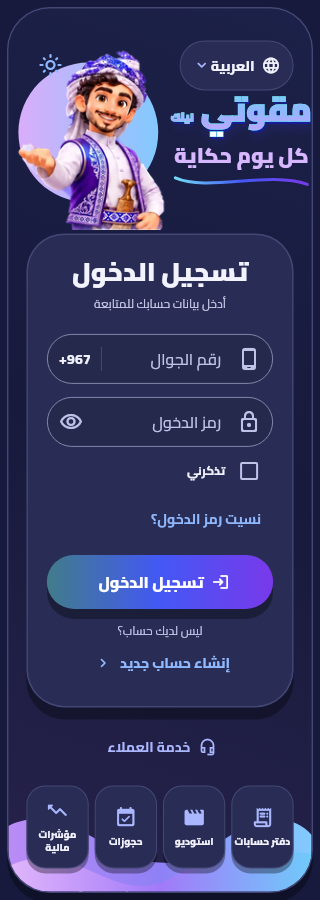 العربية
مقوتي بلك
كل يوم حكاية
تسجيل الدخول
أدخل بيانات حسابك للمتابعة
رقم الجوال
+967
رمز الدخول
تذكرني
نسيت رمز الدخول؟
تسجيل الدخول
ليس لديك حساب؟
إنشاء حساب جديد
خدمة العملاء
دفتر حسابات
استوديو
حجوزات
مؤشرات
مالية